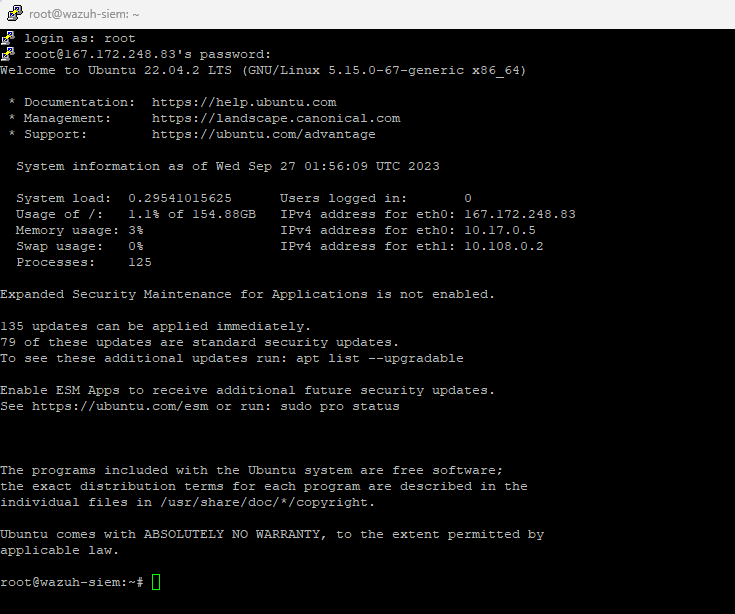 root@wazuh-siem: ~
login as: root
root@167.172.248.83's password:
Welcome to Ubuntu 22.04.2 LTS (GNU/Linux 5.15.0-67-generic x86_64)
* Documentation:  https://help.ubuntu.com
* Management:     https://landscape.canonical.com
* Support:        https://ubuntu.com/advantage
System information as of Wed Sep 27 01:56:09 UTC 2023
System load:  0.29541015625      Users logged in:       0
Usage of /:   1.1% of 154.88GB   IPv4 address for eth0: 167.172.248.83
Memory usage: 3%                 IPv4 address for eth0: 10.17.0.5
Swap usage:   0%                 IPv4 address for eth1: 10.108.0.2
Processes:    125
Expanded Security Maintenance for Applications is not enabled.
135 updates can be applied immediately.
79 of these updates are standard security updates.
To see these additional updates run: apt list --upgradable
Enable ESM Apps to receive additional future security updates.
See https://ubuntu.com/esm or run: sudo pro status
The programs included with the Ubuntu system are free software;
the exact distribution terms for each program are described in the
individual files in /usr/share/doc/*/copyright.
Ubuntu comes with ABSOLUTELY NO WARRANTY, to the extent permitted by
applicable law.
root@wazuh-siem:~#